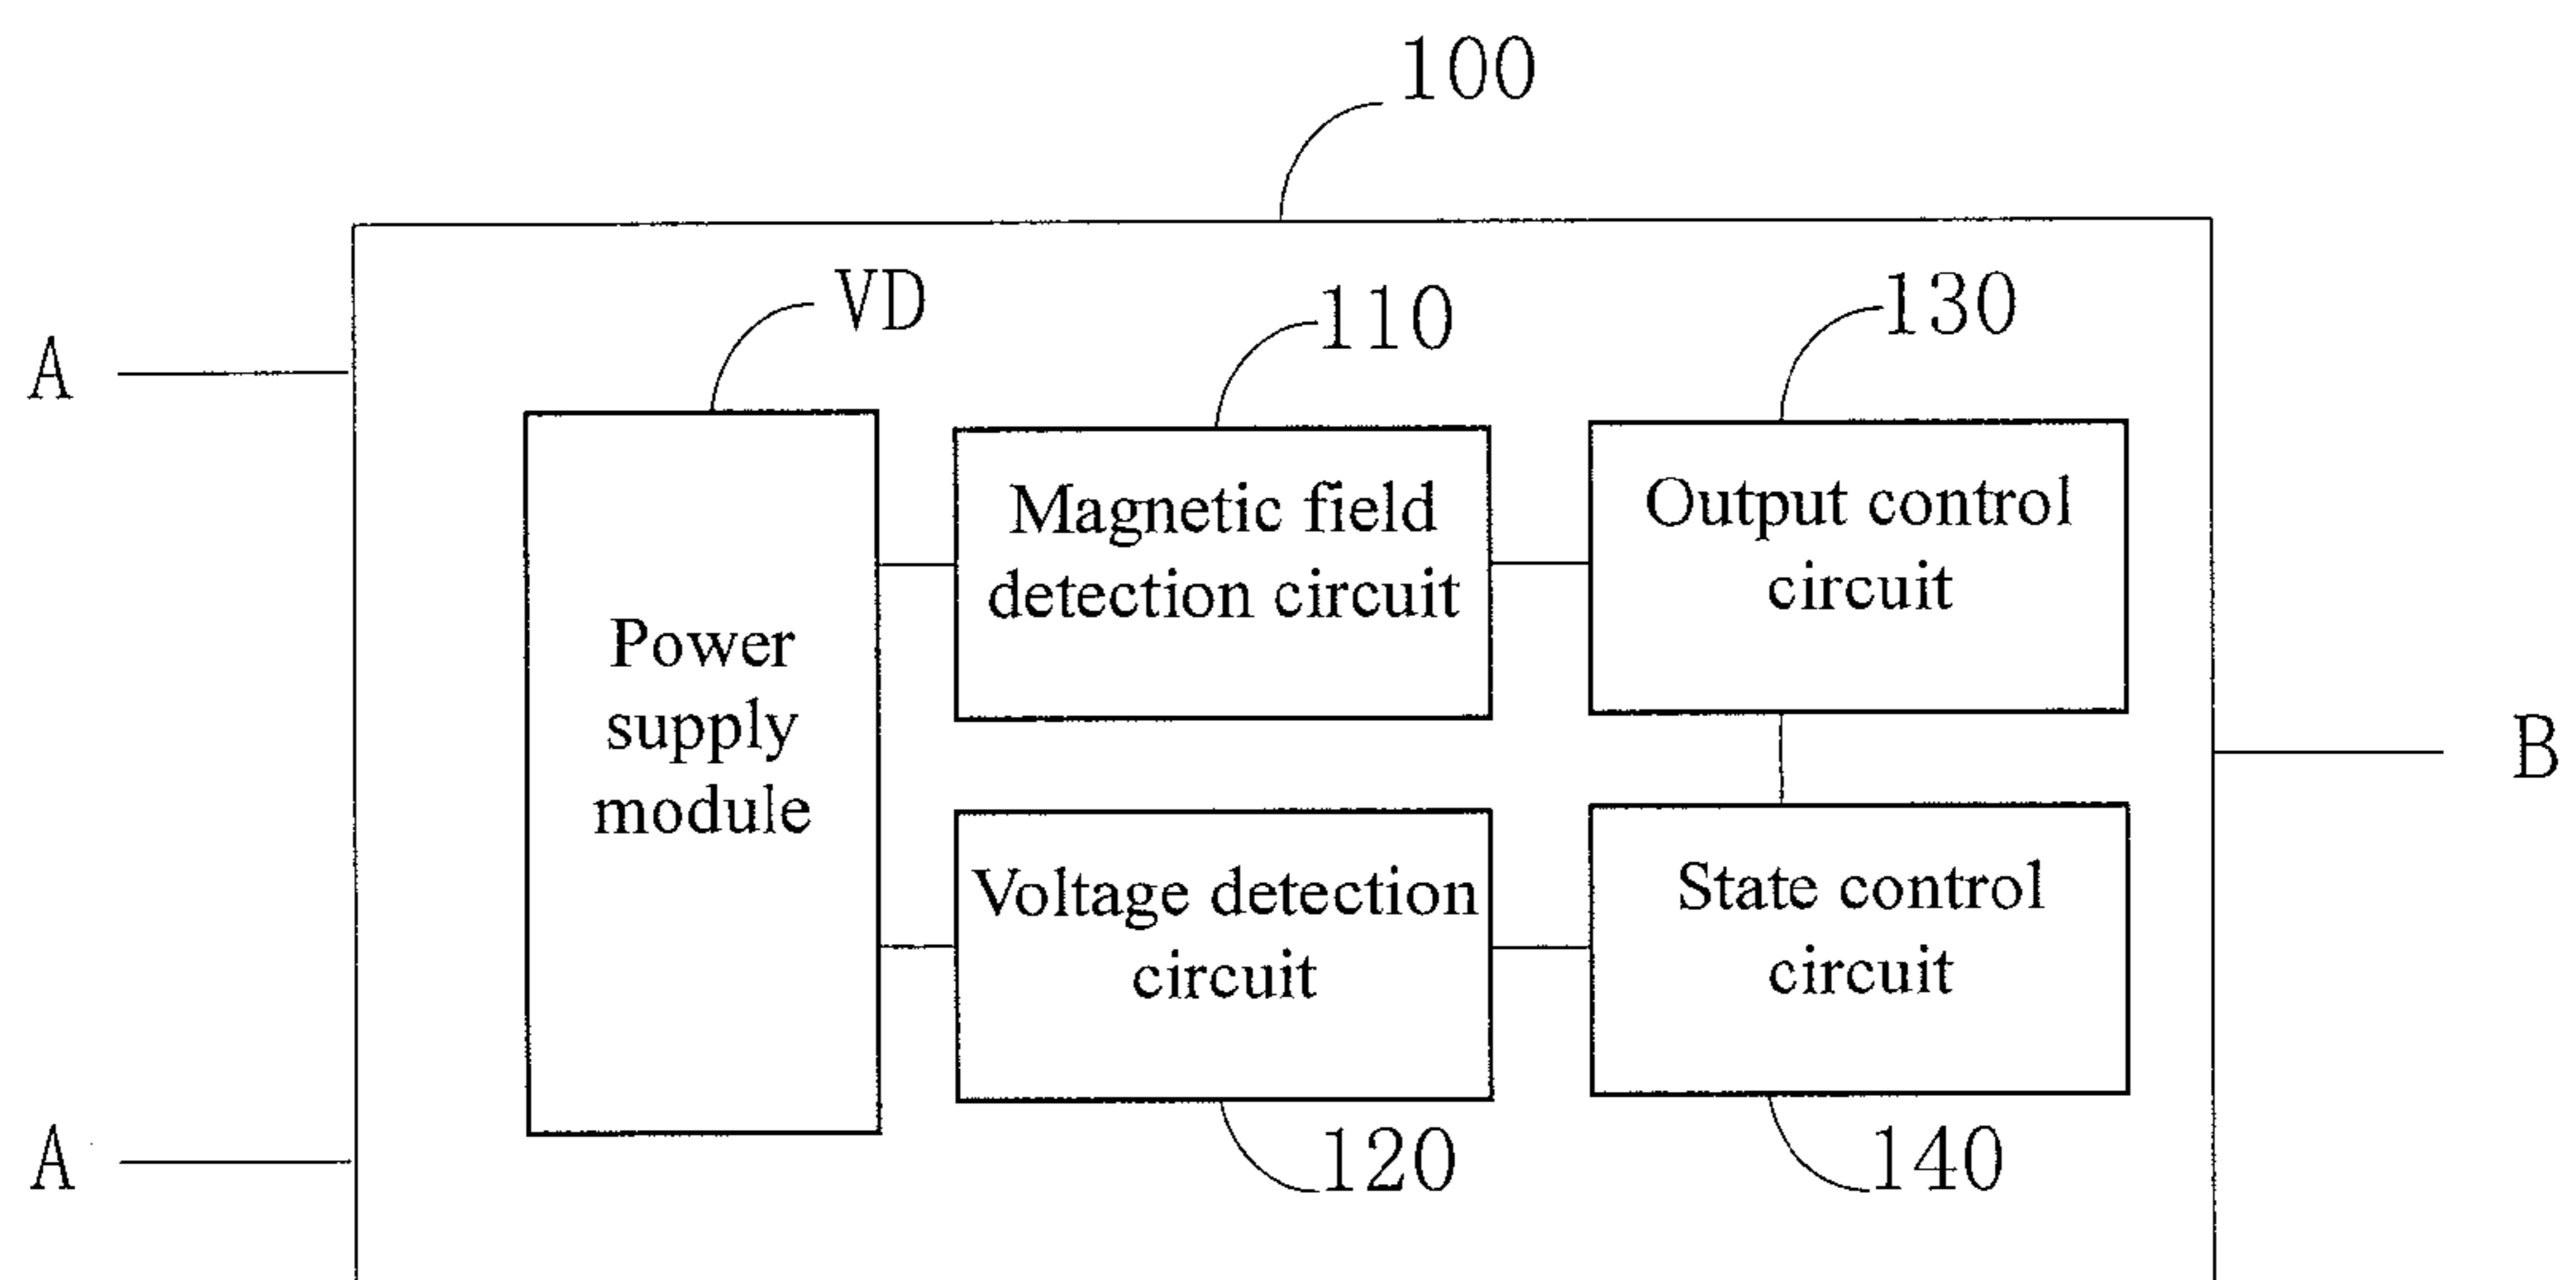 100
VD
110
130
A
Magnetic field
detection circuit
Output control
circuit
Power
supply
module
B
Voltage detection
circuit
State control
circuit
A
120
140